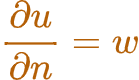 ∂u/∂n = w